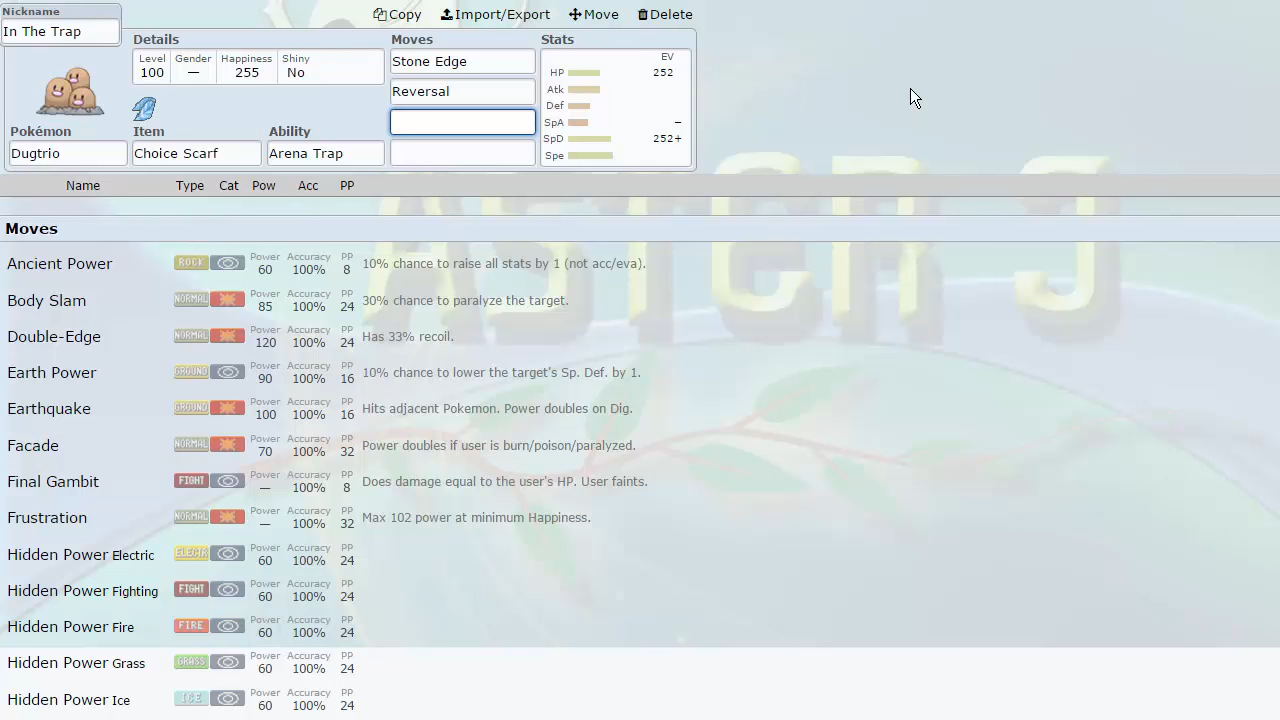 Nickname
In The Trap
Copy Import/Export Move Delete
Details Moves Stats
Level Gender Happiness Shiny
100 — 255 No
Stone Edge
Reversal
EV
HP 252
Atk
Def
SpA –
SpD 252+
Spe
Pokémon Item Ability
Dugtrio Choice Scarf Arena Trap
Name Type Cat Pow Acc PP
Moves
Ancient Power ROCK Power 60 Accuracy 100% PP 8 10% chance to raise all stats by 1 (not acc/eva).
Body Slam NORMAL Power 85 Accuracy 100% PP 24 30% chance to paralyze the target.
Double-Edge NORMAL Power 120 Accuracy 100% PP 24 Has 33% recoil.
Earth Power GROUND Power 90 Accuracy 100% PP 16 10% chance to lower the target's Sp. Def. by 1.
Earthquake GROUND Power 100 Accuracy 100% PP 16 Hits adjacent Pokemon. Power doubles on Dig.
Facade NORMAL Power 70 Accuracy 100% PP 32 Power doubles if user is burn/poison/paralyzed.
Final Gambit FIGHT Power — Accuracy 100% PP 8 Does damage equal to the user's HP. User faints.
Frustration NORMAL Power — Accuracy 100% PP 32 Max 102 power at minimum Happiness.
Hidden Power Electric ELECTR Power 60 Accuracy 100% PP 24
Hidden Power Fighting FIGHT Power 60 Accuracy 100% PP 24
Hidden Power Fire FIRE Power 60 Accuracy 100% PP 24
Hidden Power Grass GRASS Power 60 Accuracy 100% PP 24
Hidden Power Ice ICE Power 60 Accuracy 100% PP 24
ASTER J